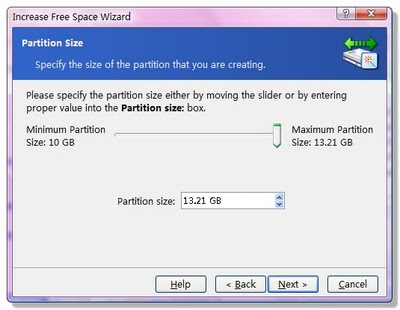 Increase Free Space Wizard
Partition Size
Specify the size of the partition that you are creating.
Please specify the partition size either by moving the slider or by entering
proper value into the Partition size: box.
Minimum Partition
Size: 10 GB
Maximum Partition
Size: 13.21 GB
Partition size: 13.21 GB
Help < Back Next > Cancel